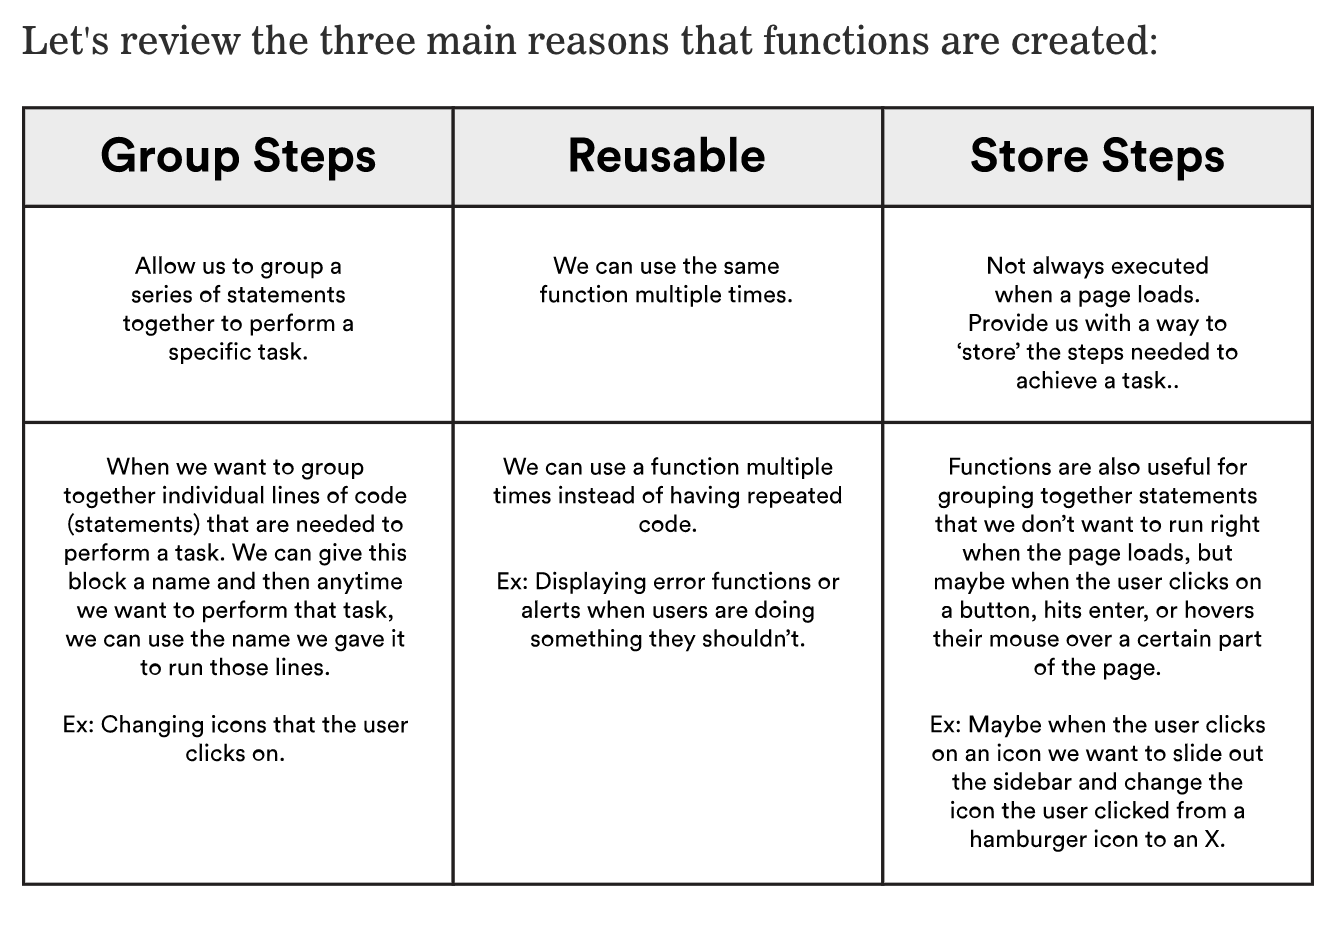 Let's review the three main reasons that functions are created:
Group Steps
Reusable
Store Steps
Allow us to group a
series of statements
together to perform a
specific task.
We can use the same
function multiple times.
Not always executed
when a page loads.
Provide us with a way to
‘store’ the steps needed to
achieve a task..
When we want to group
together individual lines of code
(statements) that are needed to
perform a task. We can give this
block a name and then anytime
we want to perform that task,
we can use the name we gave it
to run those lines.
Ex: Changing icons that the user
clicks on.
We can use a function multiple
times instead of having repeated
code.
Ex: Displaying error functions or
alerts when users are doing
something they shouldn’t.
Functions are also useful for
grouping together statements
that we don’t want to run right
when the page loads, but
maybe when the user clicks on
a button, hits enter, or hovers
their mouse over a certain part
of the page.
Ex: Maybe when the user clicks
on an icon we want to slide out
the sidebar and change the
icon the user clicked from a
hamburger icon to an X.